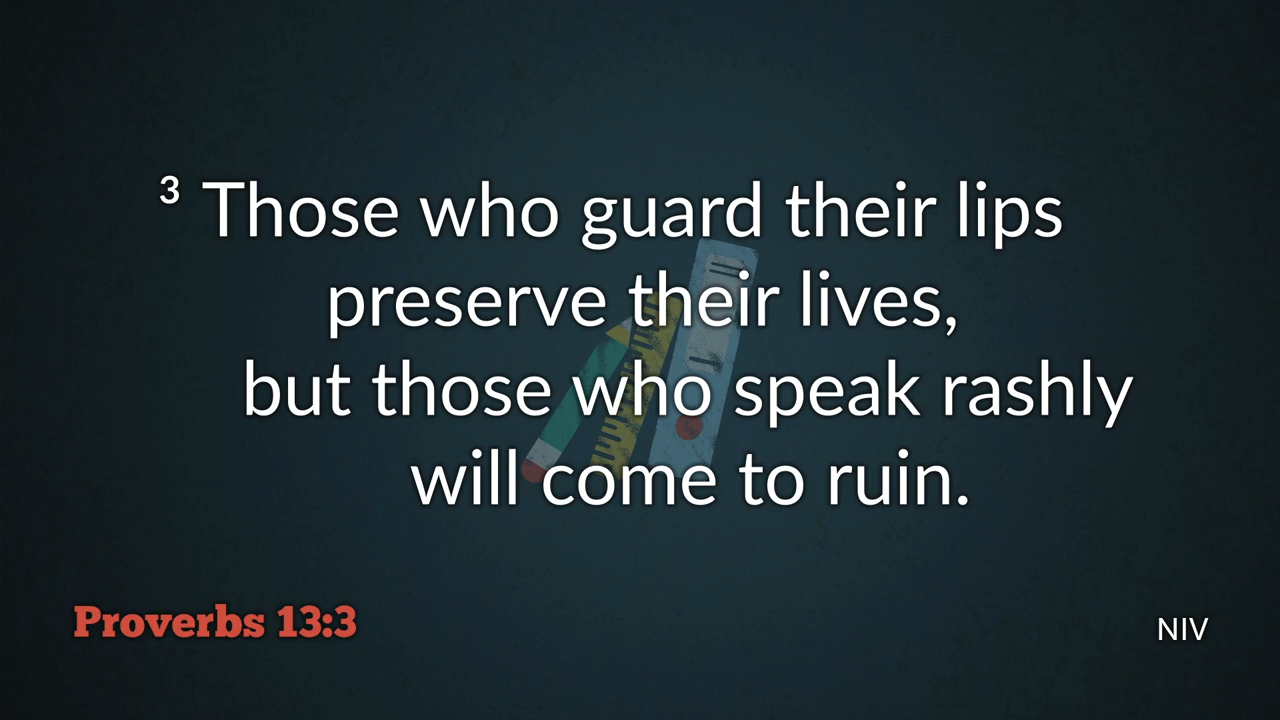 ³ Those who guard their lips
preserve their lives,
but those who speak rashly
will come to ruin.
Proverbs 13:3
NIV